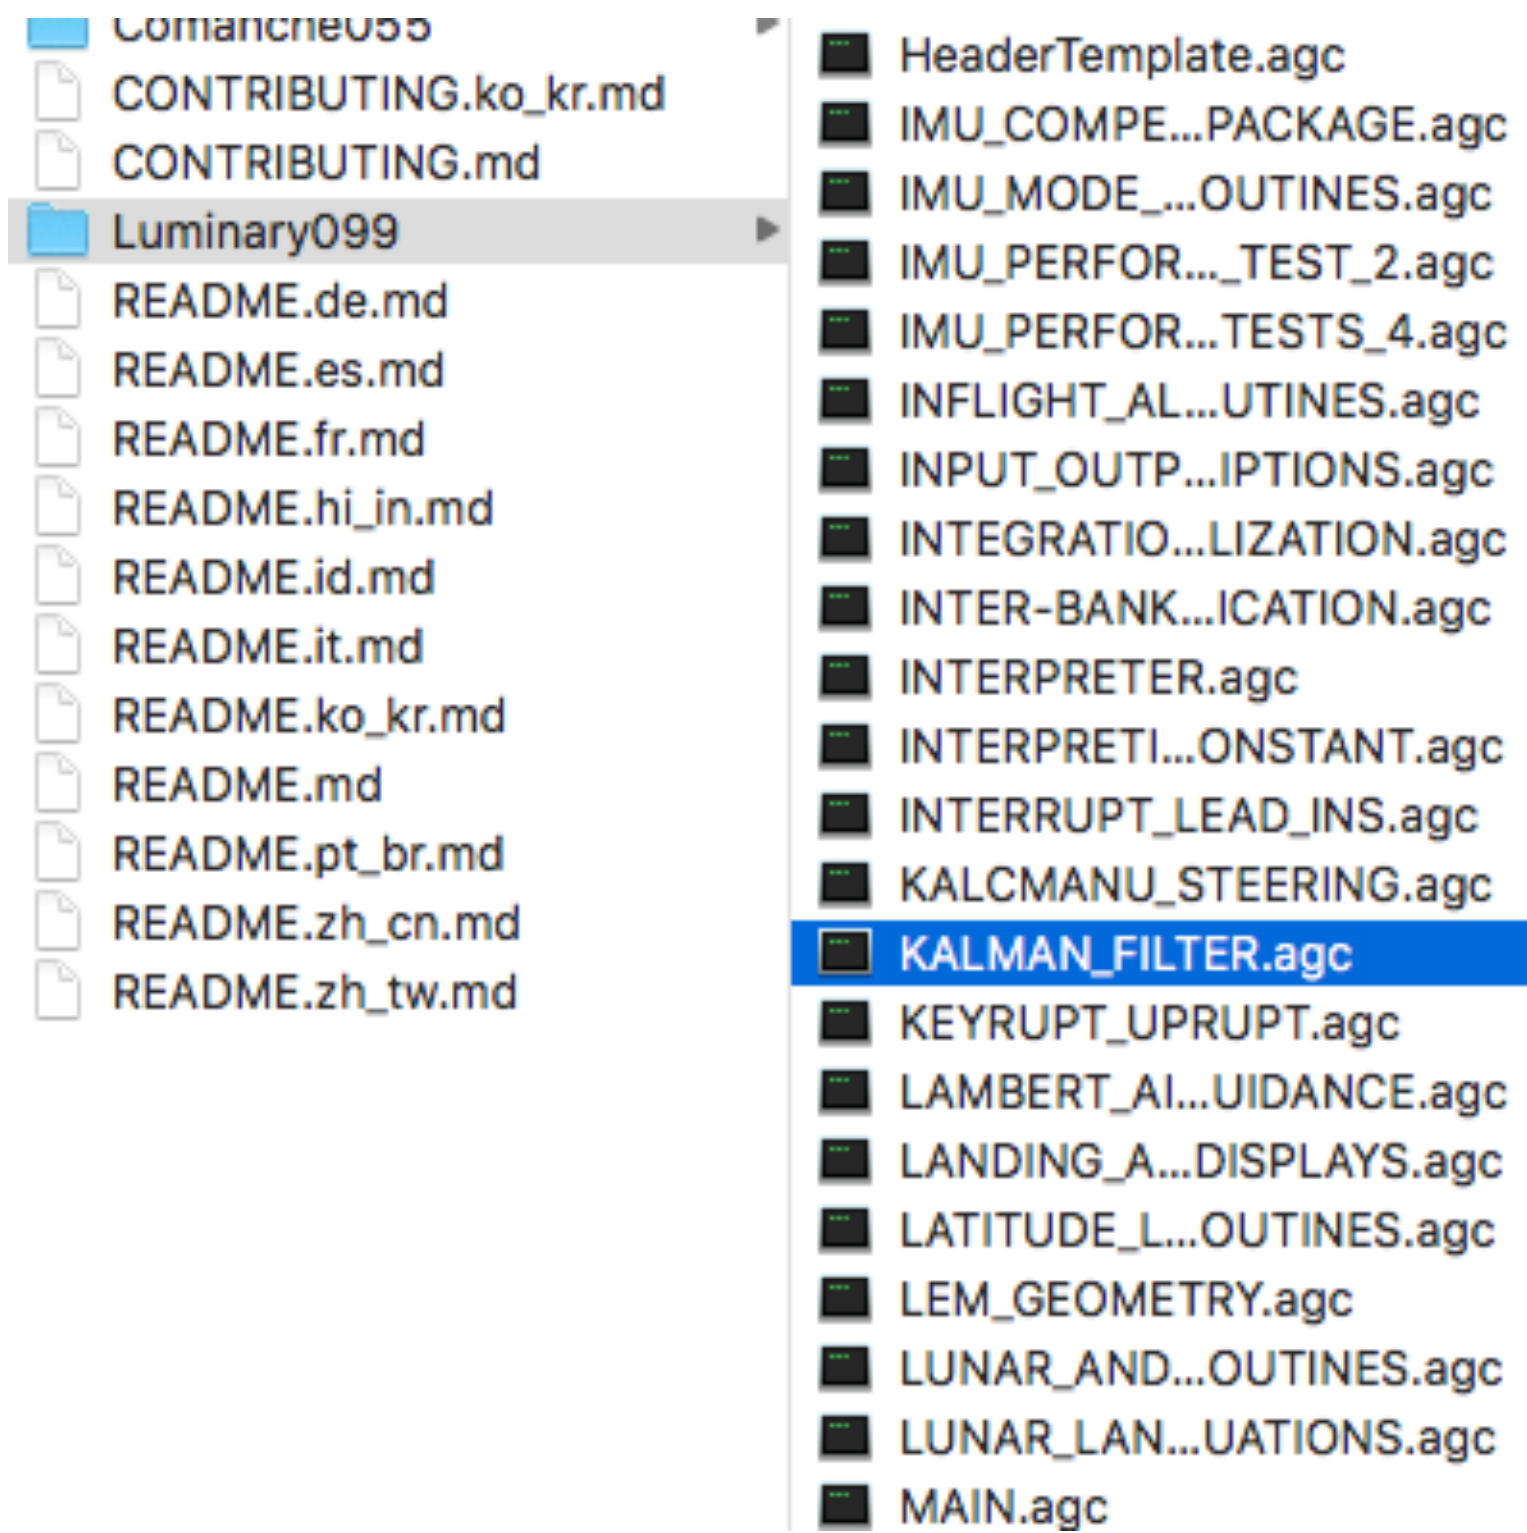 Comanche055
CONTRIBUTING.ko_kr.md
CONTRIBUTING.md
Luminary099
README.de.md
README.es.md
README.fr.md
README.hi_in.md
README.id.md
README.it.md
README.ko_kr.md
README.md
README.pt_br.md
README.zh_cn.md
README.zh_tw.md
HeaderTemplate.agc
IMU_COMPE...PACKAGE.agc
IMU_MODE_...OUTINES.agc
IMU_PERFOR..._TEST_2.agc
IMU_PERFOR...TESTS_4.agc
INFLIGHT_AL...UTINES.agc
INPUT_OUTP...IPTIONS.agc
INTEGRATIO...LIZATION.agc
INTER-BANK...ICATION.agc
INTERPRETER.agc
INTERPRETI...ONSTANT.agc
INTERRUPT_LEAD_INS.agc
KALCMANU_STEERING.agc
KALMAN_FILTER.agc
KEYRUPT_UPRUPT.agc
LAMBERT_AI...UIDANCE.agc
LANDING_A...DISPLAYS.agc
LATITUDE_L...OUTINES.agc
LEM_GEOMETRY.agc
LUNAR_AND...OUTINES.agc
LUNAR_LAN...UATIONS.agc
MAIN.agc